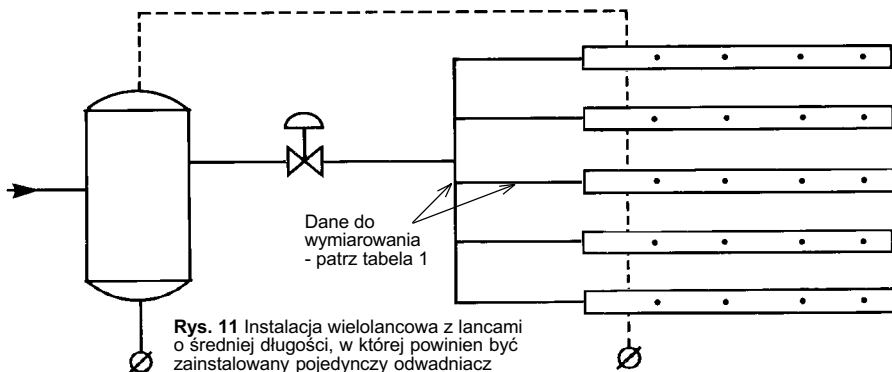 Dane do
wymiarowania
- patrz tabela 1
Rys. 11 Instalacja wielolancowa z lancami
o średniej długości, w której powinien być
zainstalowany pojedynczy odwadniacz